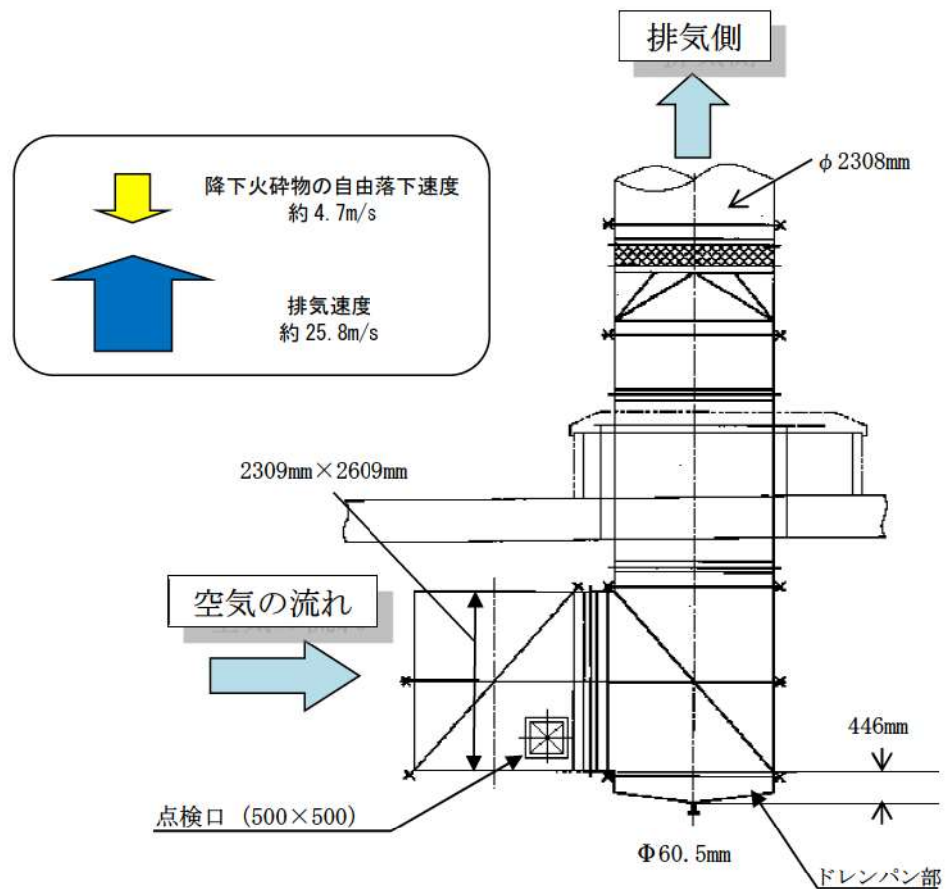 排気側
φ2308mm
降下火砕物の自由落下速度
約 4.7m/s
排気速度
約 25.8m/s
2309mm×2609mm
空気の流れ
446mm
点検口 (500×500)
Φ60.5mm
ドレンパン部